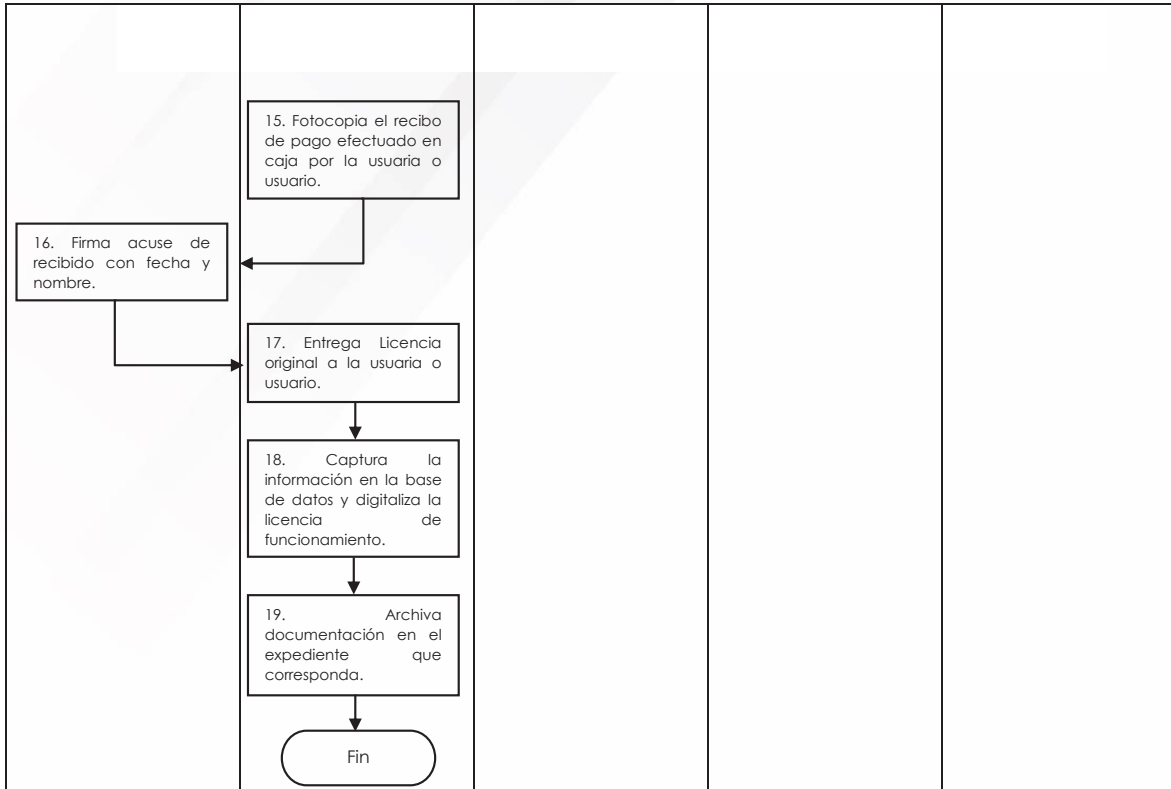 15. Fotocopia el recibo
de pago efectuado en
caja por la usuaria o
usuario.
16. Firma acuse de
recibido con fecha y
nombre.
17. Entrega Licencia
original a la usuaria o
usuario.
18. Captura la
información en la base
de datos y digitaliza la
licencia de
funcionamiento.
19. Archiva
documentación en el
expediente que
corresponda.
Fin